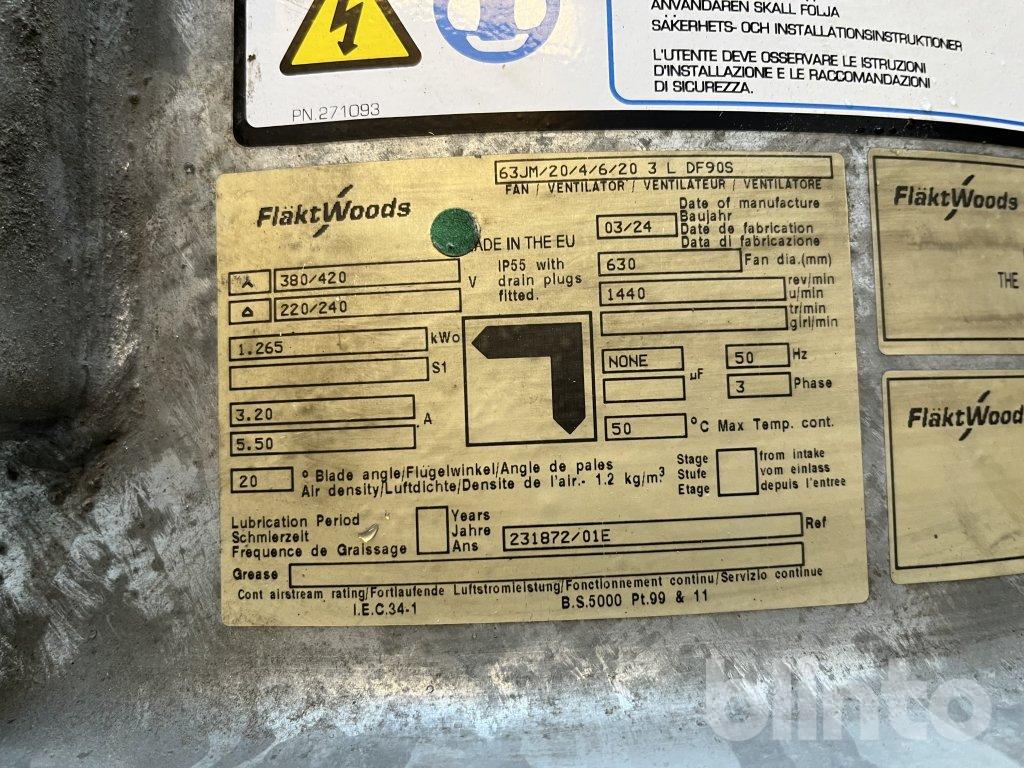 ANVÄNDAREN SKALL FÖLJA
SÄKERHETS- OCH INSTALLATIONSINSTRUKTIONER
L'UTENTE DEVE OSSERVARE LE ISTRUZIONI
D'INSTALLAZIONE E LE RACCOMANDAZIONI
DI SICUREZZA.
PN.271093
63JM/20/4/6/20 3 L DF90S
FAN / VENTILATOR / VENTILATEUR / VENTILATORE
FläktWoods
MADE IN THE EU
03/24
Date of manufacture
Baujahr
Date de fabrication
Data di fabricazione
380/420
220/240
V
IP55 with
drain plugs
fitted.
630 Fan dia.(mm)
1440
rev/min
u/min
tr/min
giri/min
1.265 kWo
S1
NONE
µF
50 Hz
3 Phase
3.20
5.50
A
50 °C Max Temp. cont.
20 ° Blade angle/Flügelwinkel/Angle de pales
Air density/Luftdichte/Densite de l'air.- 1.2 kg/m³
Stage
Stufe
Etage
from intake
vom einlass
depuis l'entree
Lubrication Period
Schmierzeit
Frequence de Graissage
Years
Jahre
Ans
231872/01E Ref
Grease
Cont airstream rating/Fortlaufende Luftstromleistung/Fonctionnement continu/Servizio continue
I.E.C.34-1 B.S.5000 Pt.99 & 11
FläktWoods
THE
FläktWood
blinto